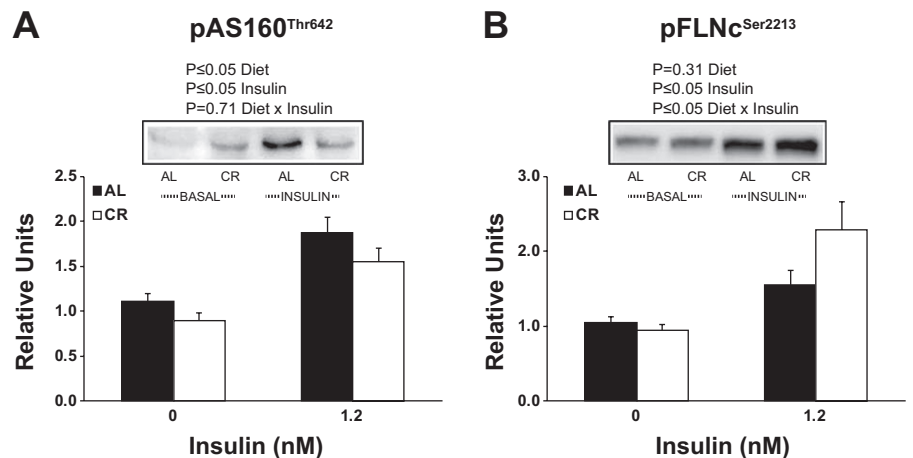 A
pAS160Thr642
P≤0.05 Diet
P≤0.05 Insulin
P=0.71 Diet x Insulin
AL CR AL CR
BASAL INSULIN
AL
CR
2.5
2.0
1.5
1.0
0.5
0.0
Relative Units
0 1.2
Insulin (nM)
B
pFLNcSer2213
P=0.31 Diet
P≤0.05 Insulin
P≤0.05 Diet x Insulin
AL CR AL CR
BASAL INSULIN
AL
CR
3.0
2.0
1.0
0.0
Relative Units
0 1.2
Insulin (nM)